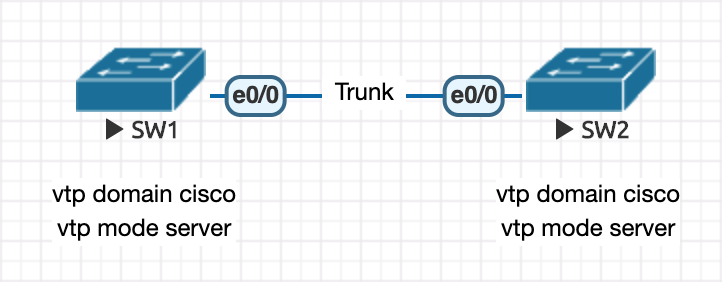 e0/0
Trunk
e0/0
SW1
SW2
vtp domain cisco
vtp mode server
vtp domain cisco
vtp mode server